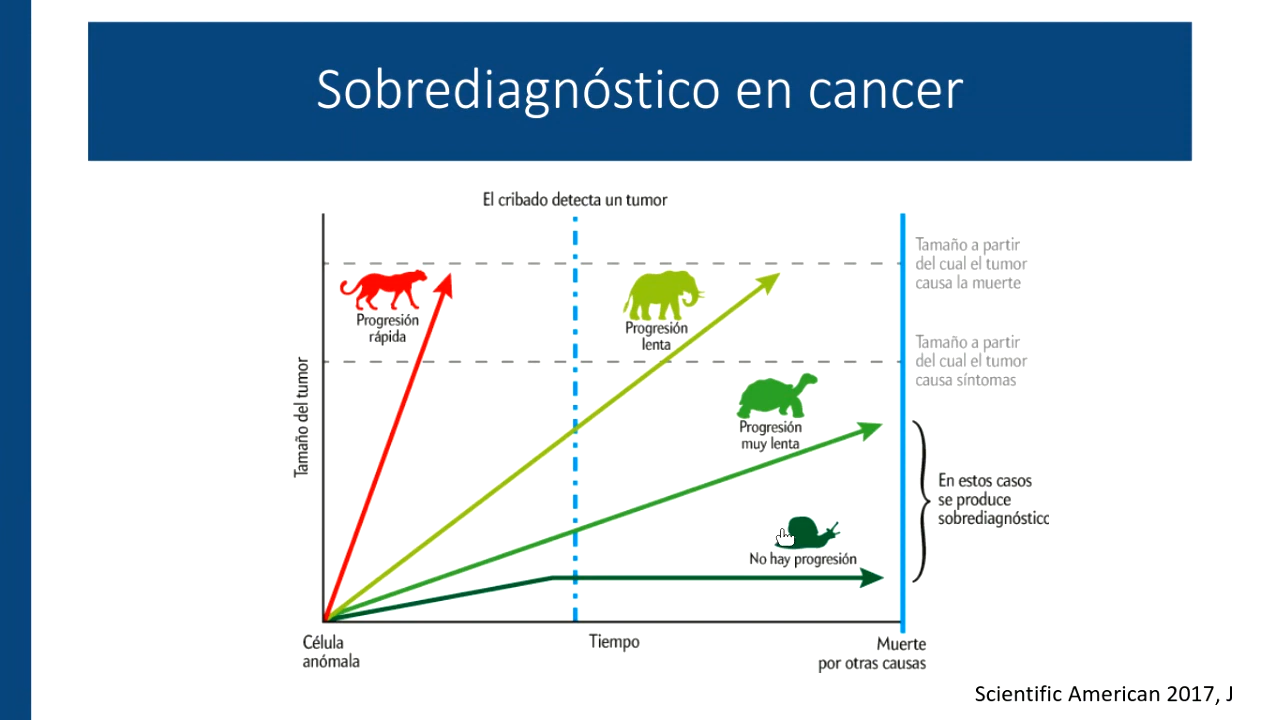 Sobrediagnóstico en cancer
El cribado detecta un tumor
Tamaño a partir
del cual el tumor
causa la muerte
Progresión
rápida
Progresión
lenta
Tamaño a partir
del cual el tumor
causa síntomas
Tamaño del tumor
Progresión
muy lenta
En estos casos
se produce
sobrediagnóstico
No hay progresión
Célula
anómala
Tiempo
Muerte
por otras causas
Scientific American 2017, J